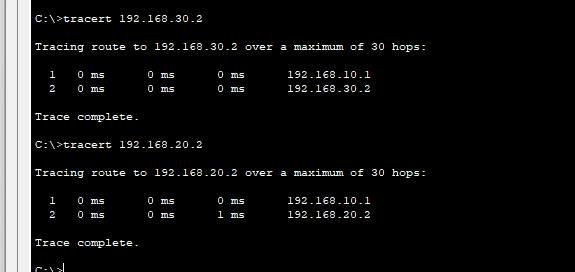 C:\>tracert 192.168.30.2
Tracing route to 192.168.30.2 over a maximum of 30 hops:
1 0 ms 0 ms 0 ms 192.168.10.1
2 0 ms 0 ms 0 ms 192.168.30.2
Trace complete.
C:\>tracert 192.168.20.2
Tracing route to 192.168.20.2 over a maximum of 30 hops:
1 0 ms 0 ms 0 ms 192.168.10.1
2 0 ms 0 ms 1 ms 192.168.20.2
Trace complete.
C:\>